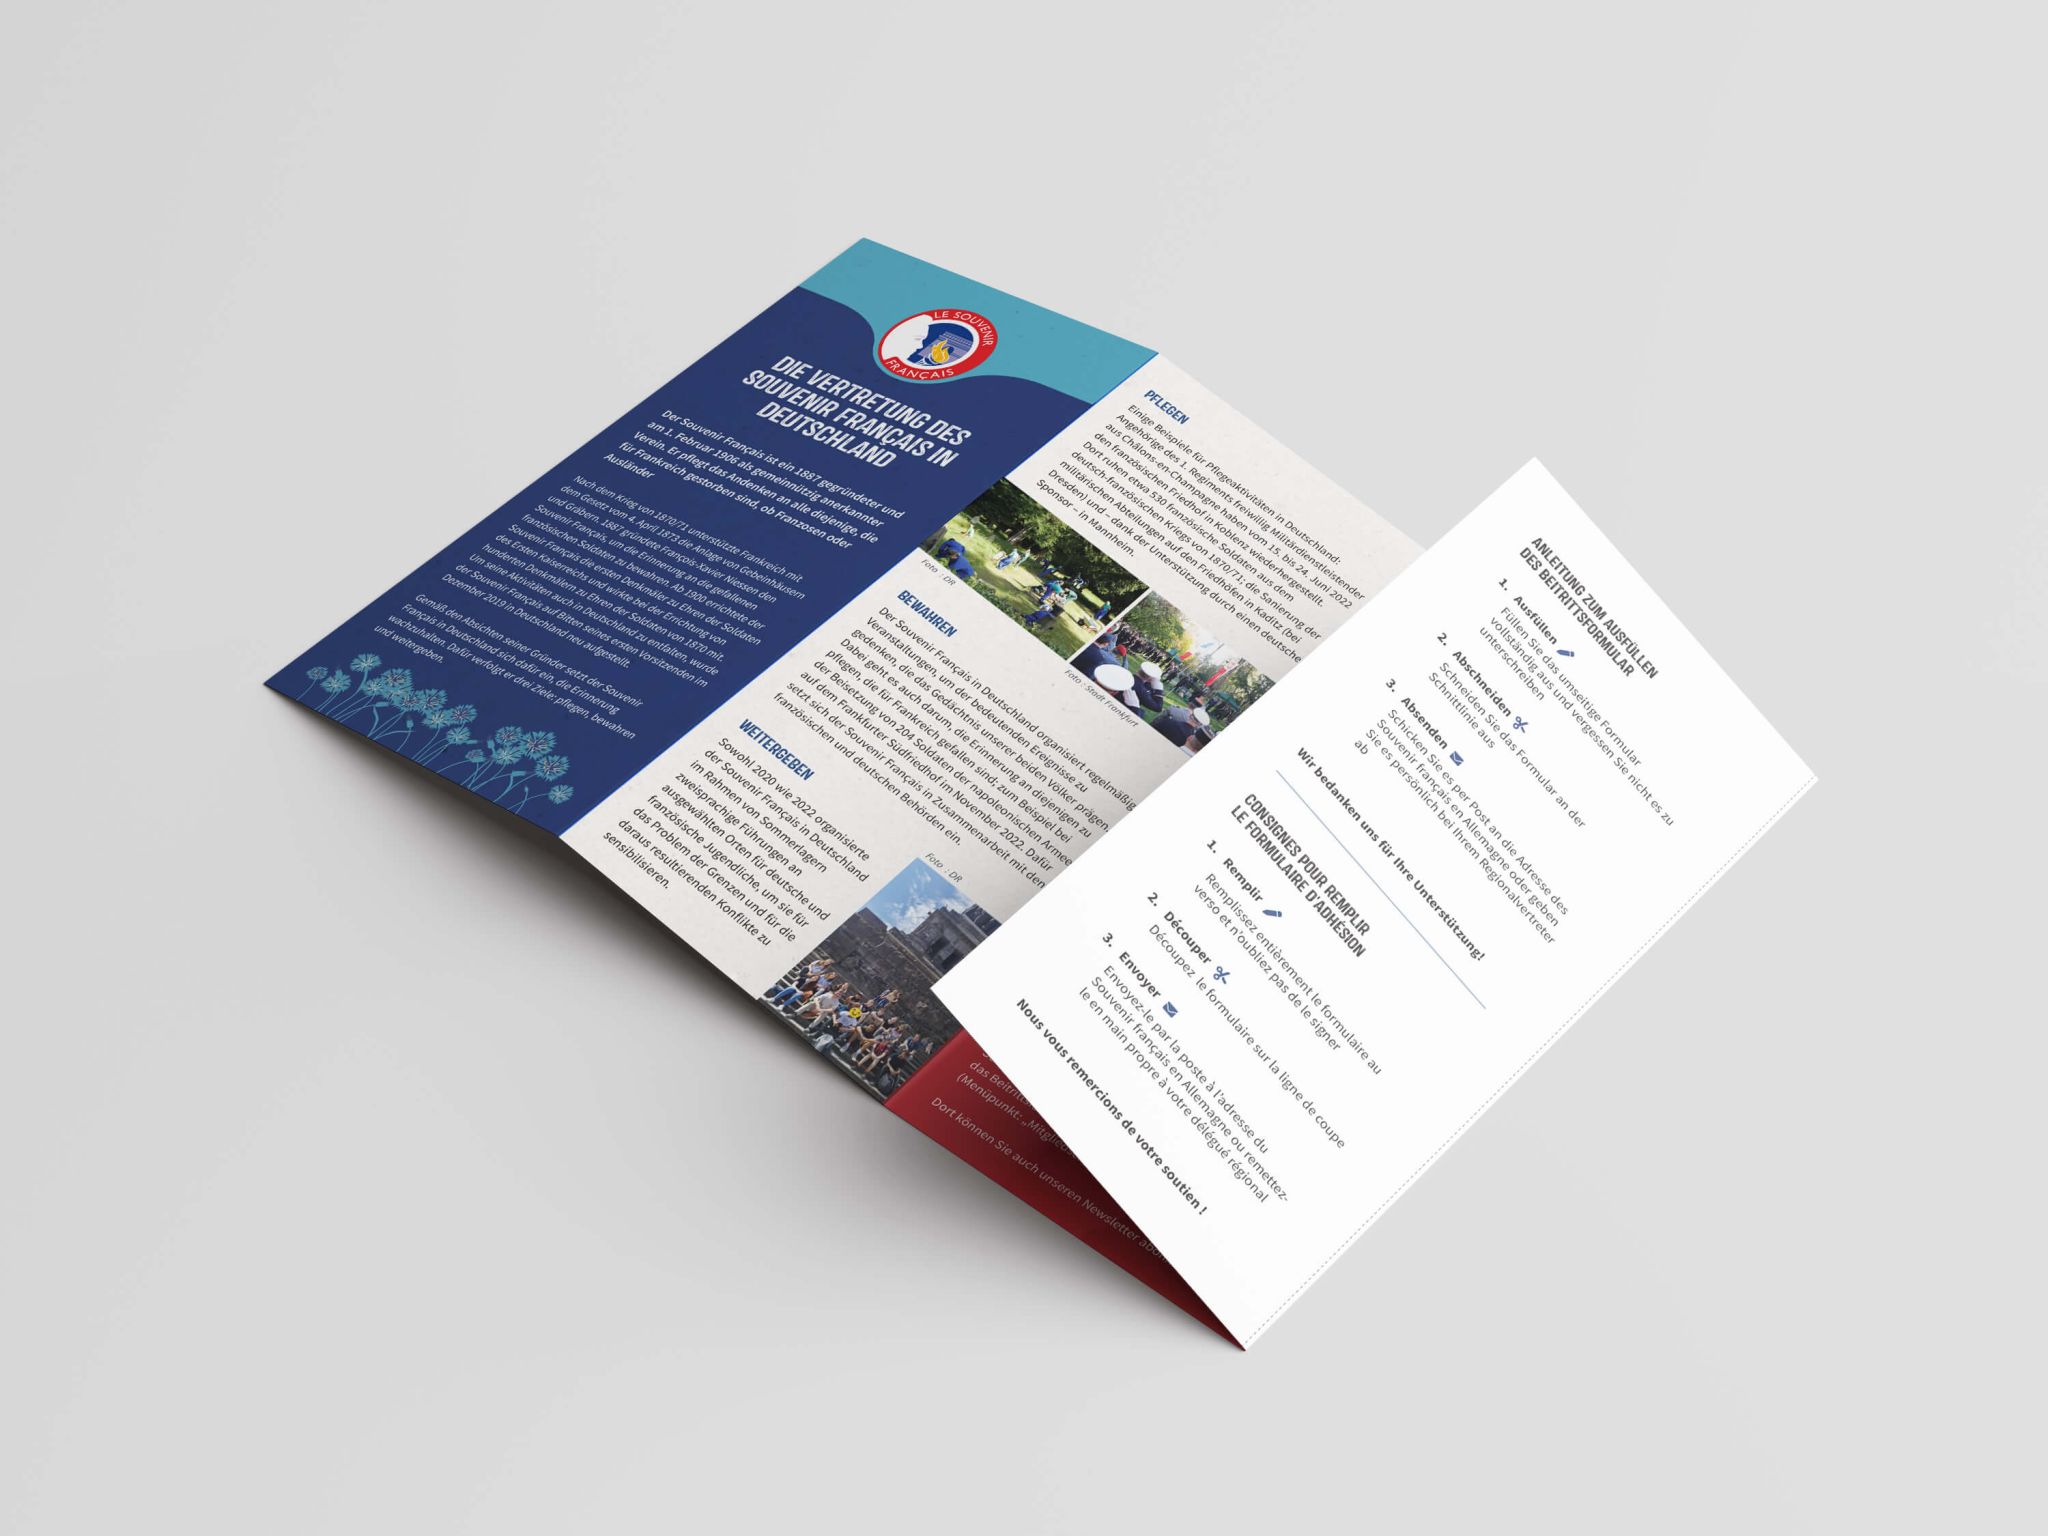 LE SOUVENIR
FRANÇAIS
DIE VERTRETUNG DES
SOUVENIR FRANÇAIS IN
DEUTSCHLAND
Der Souvenir Français ist ein 1887 gegründeter und
am 1. Februar 1906 als gemeinnützig anerkannter
Verein. Er pflegt das Andenken an alle diejenige, die
für Frankreich gestorben sind, ob Franzosen oder
Ausländer
Nach dem Krieg von 1870/71 unterstützte Frankreich mit
dem Gesetz vom 4. April 1873 die Anlage von Gebeinhäusern
und Gräbern. 1887 gründete François-Xavier Niessen den
Souvenir Français, um die Erinnerung an die gefallenen
französischen Soldaten zu bewahren. Ab 1900 errichtete der
Souvenir Français die ersten Denkmäler zu Ehren der Soldaten
des Ersten Kaiserreichs und wirkte bei der Errichtung von
hunderten Denkmälern zu Ehren der Soldaten von 1870 mit.
Um seine Aktivitäten auch in Deutschland zu entfalten, wurde
der Souvenir Français auf Bitten seines ersten Vorsitzenden im
Dezember 2019 in Deutschland neu aufgestellt.
Gemäß den Absichten seiner Gründer setzt der Souvenir
Français in Deutschland sich dafür ein, die Erinnerung
wachzuhalten. Dafür verfolgt er drei Ziele: pflegen, bewahren
und weitergeben.
PFLEGEN
Einige Beispiele für Pflegeaktivitäten in Deutschland:
Angehörige des 1. Regiments freiwillig Militärdienstleistender
aus Châlons-en-Champagne haben vom 15. bis 24. Juni 2022
den französischen Friedhof in Koblenz wiederhergestellt.
Dort ruhen etwa 530 französische Soldaten aus dem
deutsch-französischen Kriegs von 1870/71; die Sanierung der
militärischen Abteilungen auf den Friedhöfen in Kaditz (bei
Dresden) und – dank der Unterstützung durch einen deutsche
Sponsor – in Mannheim.
Foto : DR
Foto : Stadt Frankfurt
BEWAHREN
Der Souvenir Français in Deutschland organisiert regelmäßig
Veranstaltungen, um der bedeutenden Ereignisse zu
gedenken, die das Gedächtnis unserer beiden Völker prägen.
Dabei geht es auch darum, die Erinnerung an diejenigen zu
pflegen, die für Frankreich gefallen sind: zum Beispiel bei
der Beisetzung von 204 Soldaten der napoleonischen Armee
auf dem Frankfurter Südfriedhof im November 2022. Dafür
setzt sich der Souvenir Français in Zusammenarbeit mit den
französischen und deutschen Behörden ein.
WEITERGEBEN
Sowohl 2020 wie 2022 organisierte
der Souvenir Français in Deutschland
im Rahmen von Sommerlagern
zweisprachige Führungen an
ausgewählten Orten für deutsche und
französische Jugendliche, um sie für
das Problem der Grenzen und für die
daraus resultierenden Konflikte zu
sensibilisieren.
Foto : DR
das Beitritts
(Menüpunkt: „Mitglieds
Dort können Sie auch unseren Newsletter
ANLEITUNG ZUM AUSFÜLLEN
DES BEITRITTSFORMULAR
1. Ausfüllen
Füllen Sie das umseitige Formular
vollständig aus und vergessen Sie nicht es zu
unterschreiben
2. Abschneiden
Schneiden Sie das Formular an der
Schnittlinie aus
3. Absenden
Schicken Sie es per Post an die Adresse des
Souvenir français en Allemagne oder geben
Sie es persönlich bei Ihrem Regionalvertreter
ab
Wir bedanken uns für Ihre Unterstützung!
CONSIGNES POUR REMPLIR
LE FORMULAIRE D'ADHÉSION
1. Remplir
Remplissez entièrement le formulaire au
verso et n'oubliez pas de le signer
2. Découper
Découpez le formulaire sur la ligne de coupe
3. Envoyer
Envoyez-le par la poste à l'adresse du
Souvenir français en Allemagne ou remettez-
le en main propre à votre délégué régional
Nous vous remercions de votre soutien !